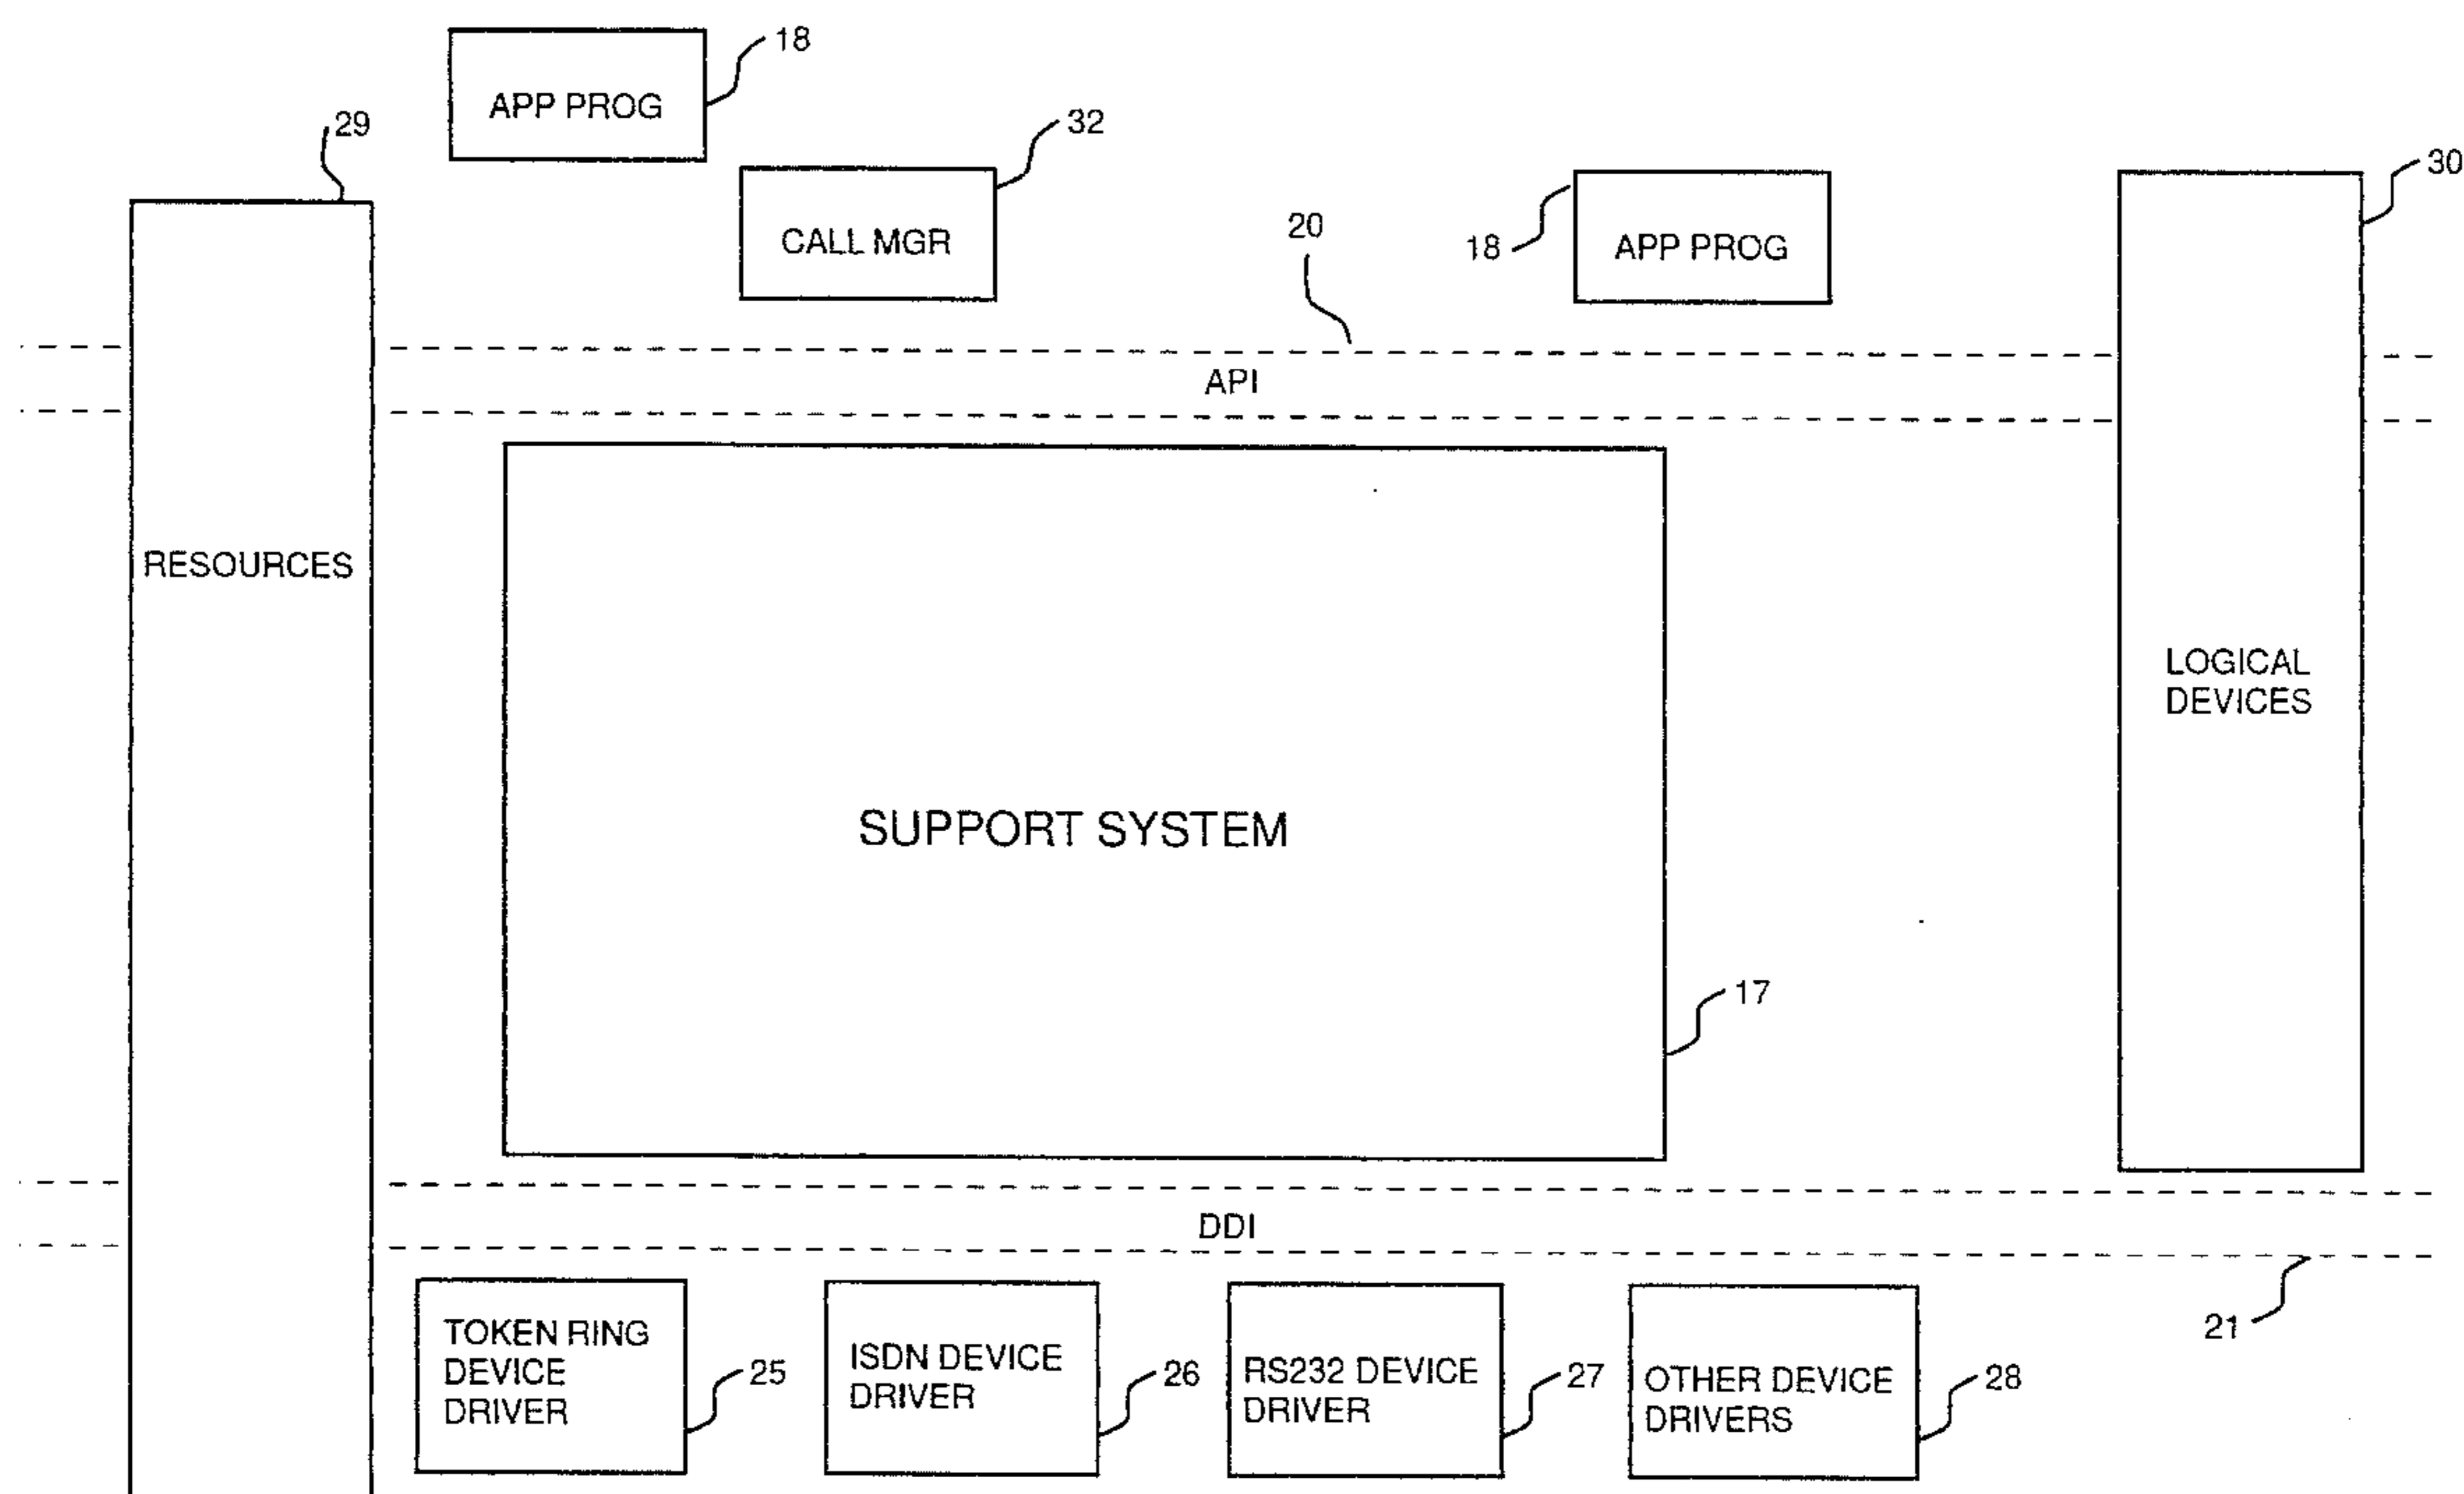 18
APP PROG
29
32
CALL MGR
20
18
APP PROG
30
API
RESOURCES
LOGICAL
DEVICES
SUPPORT SYSTEM
17
DDI
21
TOKEN RING
DEVICE
DRIVER
25
ISDN DEVICE
DRIVER
26
RS232 DEVICE
DRIVER
27
OTHER DEVICE
DRIVERS
28